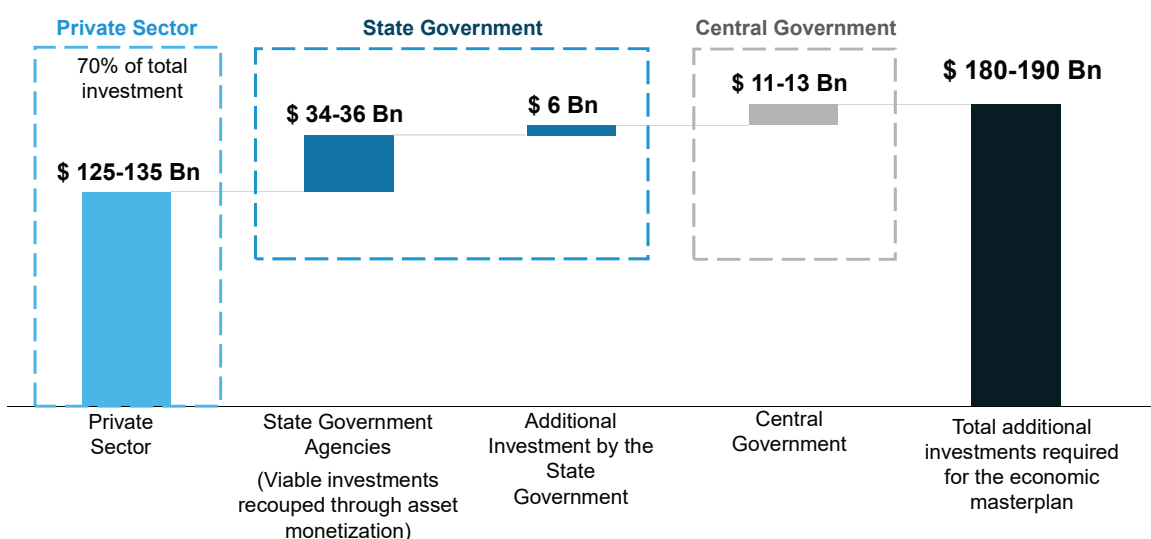 Private Sector
State Government
Central Government
70% of total
investment
$ 125-135 Bn
$ 34-36 Bn
$ 6 Bn
$ 11-13 Bn
$ 180-190 Bn
Private
Sector
State Government
Agencies
(Viable investments
recouped through asset
monetization)
Additional
Investment by the
State
Government
Central
Government
Total additional
investments required
for the economic
masterplan